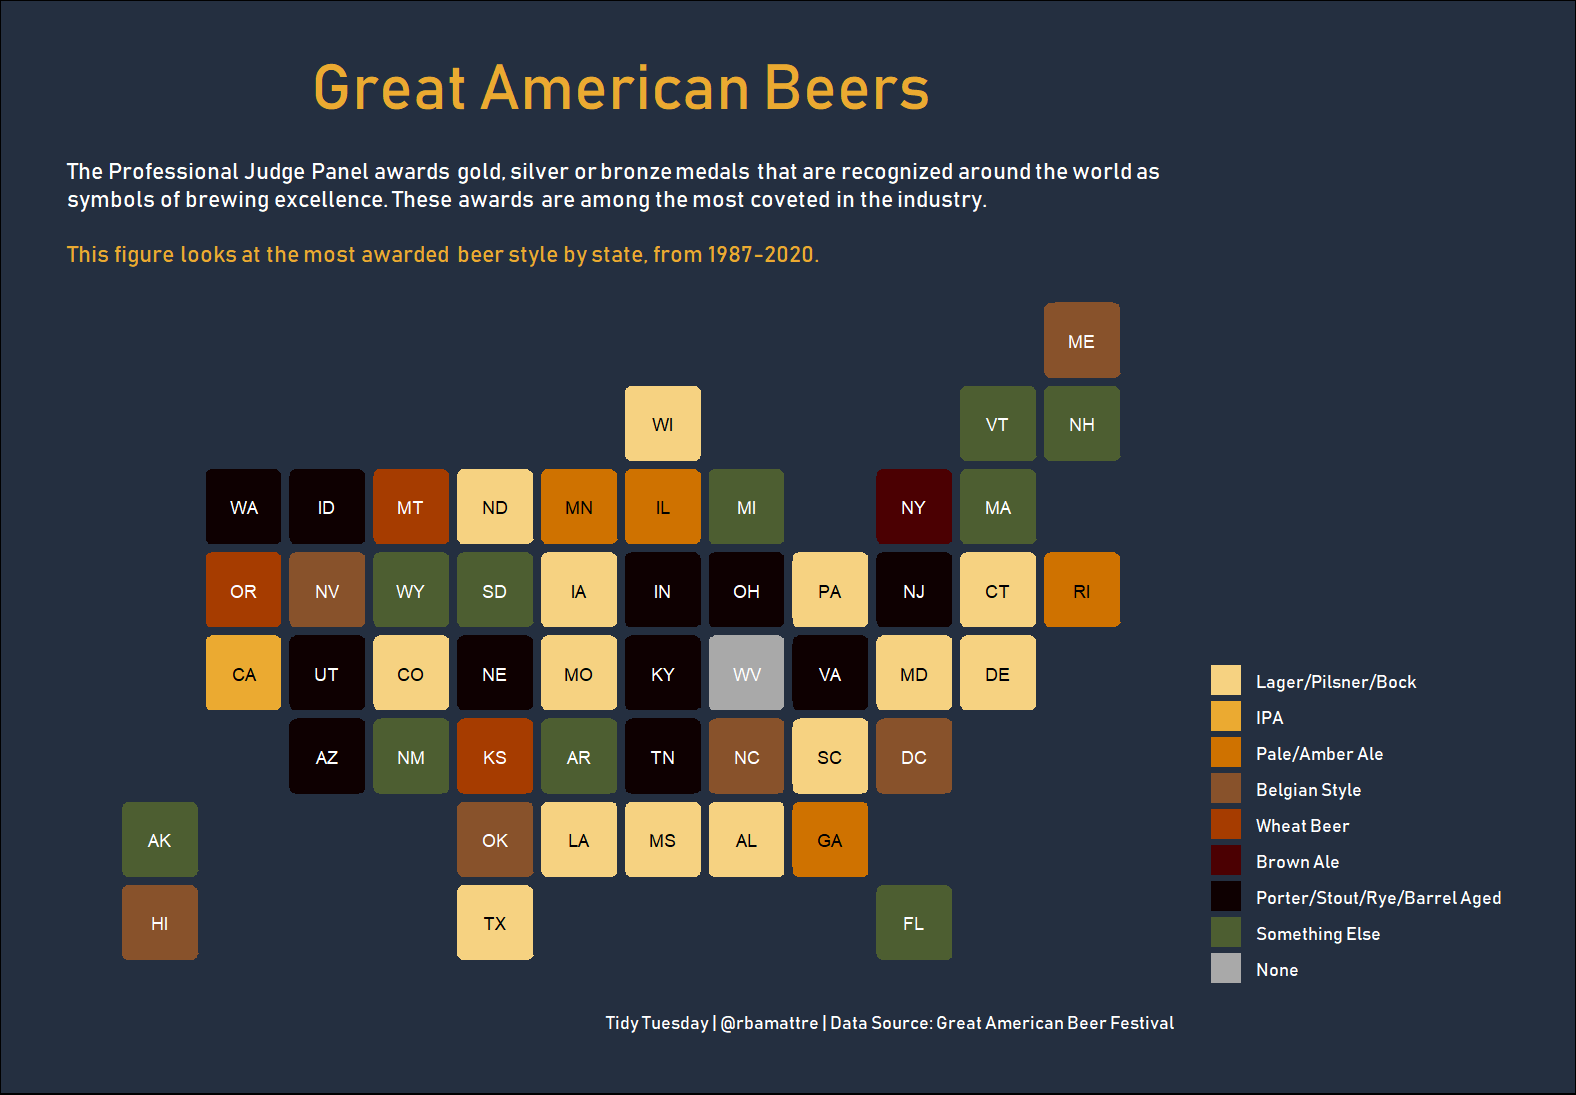 Great American Beers
The Professional Judge Panel awards gold, silver or bronze medals that are recognized around the world as
symbols of brewing excellence. These awards are among the most coveted in the industry.
This figure looks at the most awarded beer style by state, from 1987-2020.
ME
WI VT NH
WA ID MT ND MN IL MI NY MA
OR NV WY SD IA IN OH PA NJ CT RI
CA UT CO NE MO KY WV VA MD DE
AZ NM KS AR TN NC SC DC
AK OK LA MS AL GA
HI TX FL
Lager/Pilsner/Bock
IPA
Pale/Amber Ale
Belgian Style
Wheat Beer
Brown Ale
Porter/Stout/Rye/Barrel Aged
Something Else
None
Tidy Tuesday | @rbamattre | Data Source: Great American Beer Festival